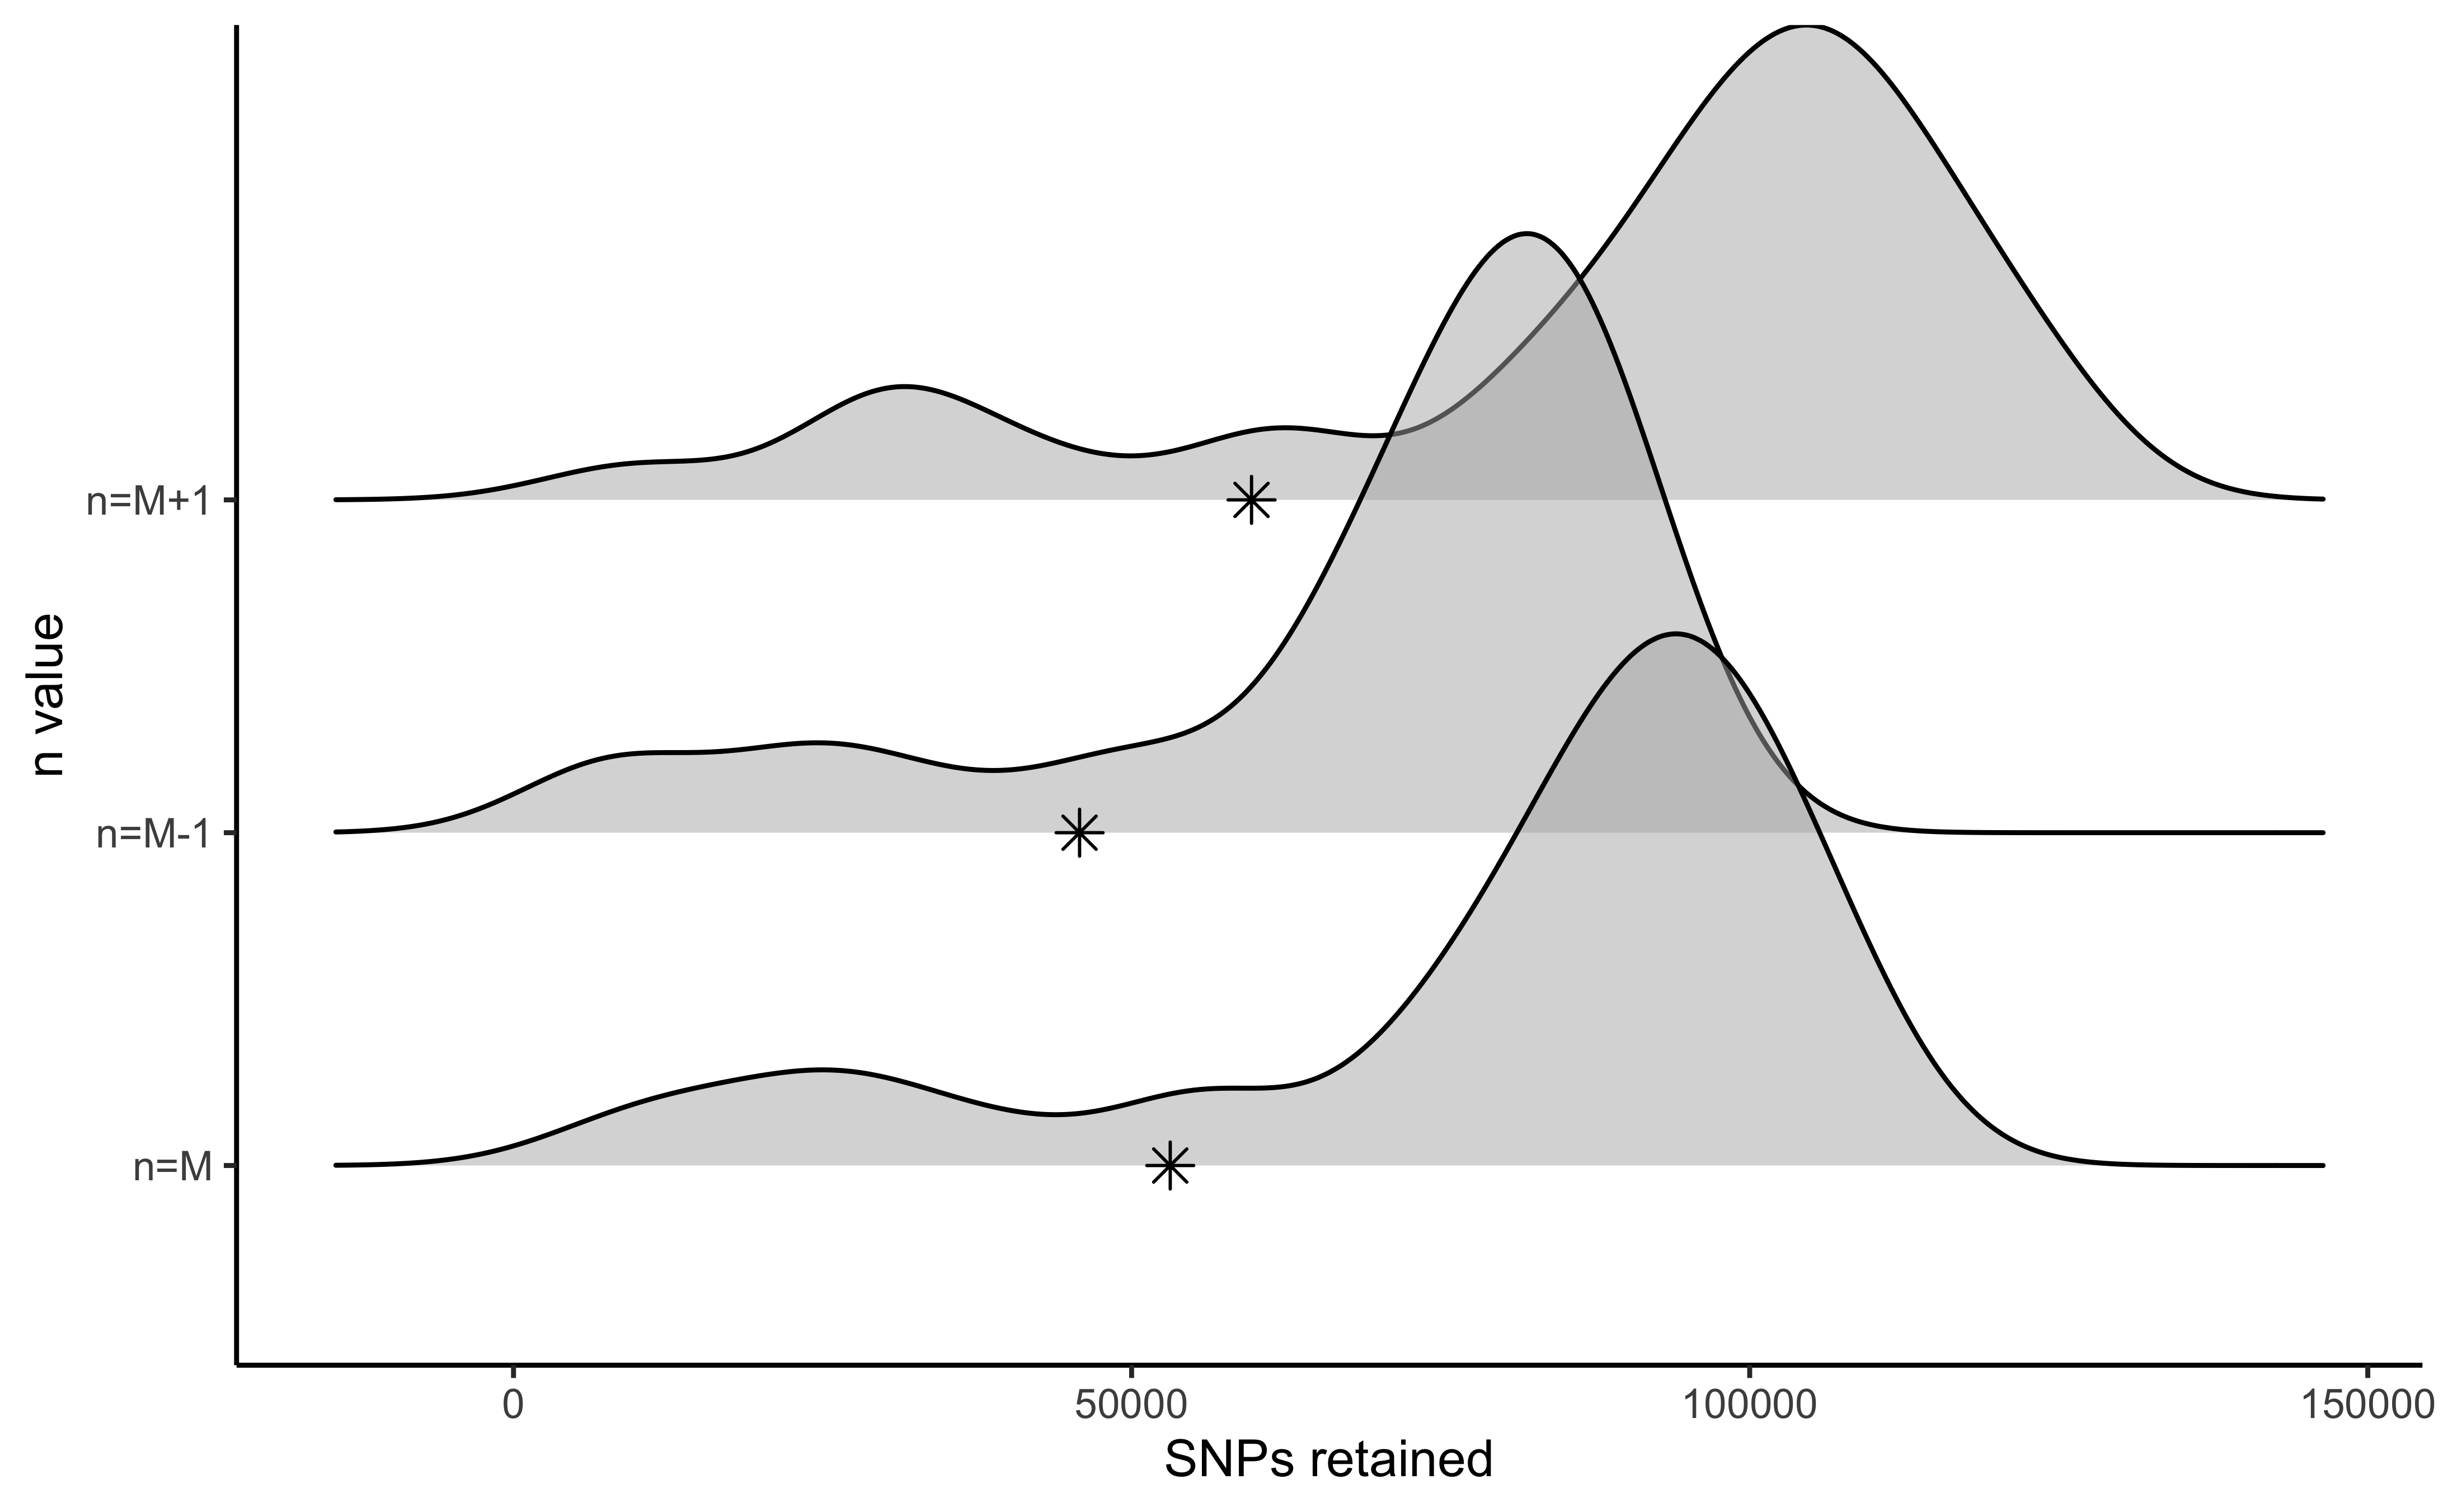 n value
n=M+1
n=M-1
n=M
0
50000
100000
150000
SNPs retained